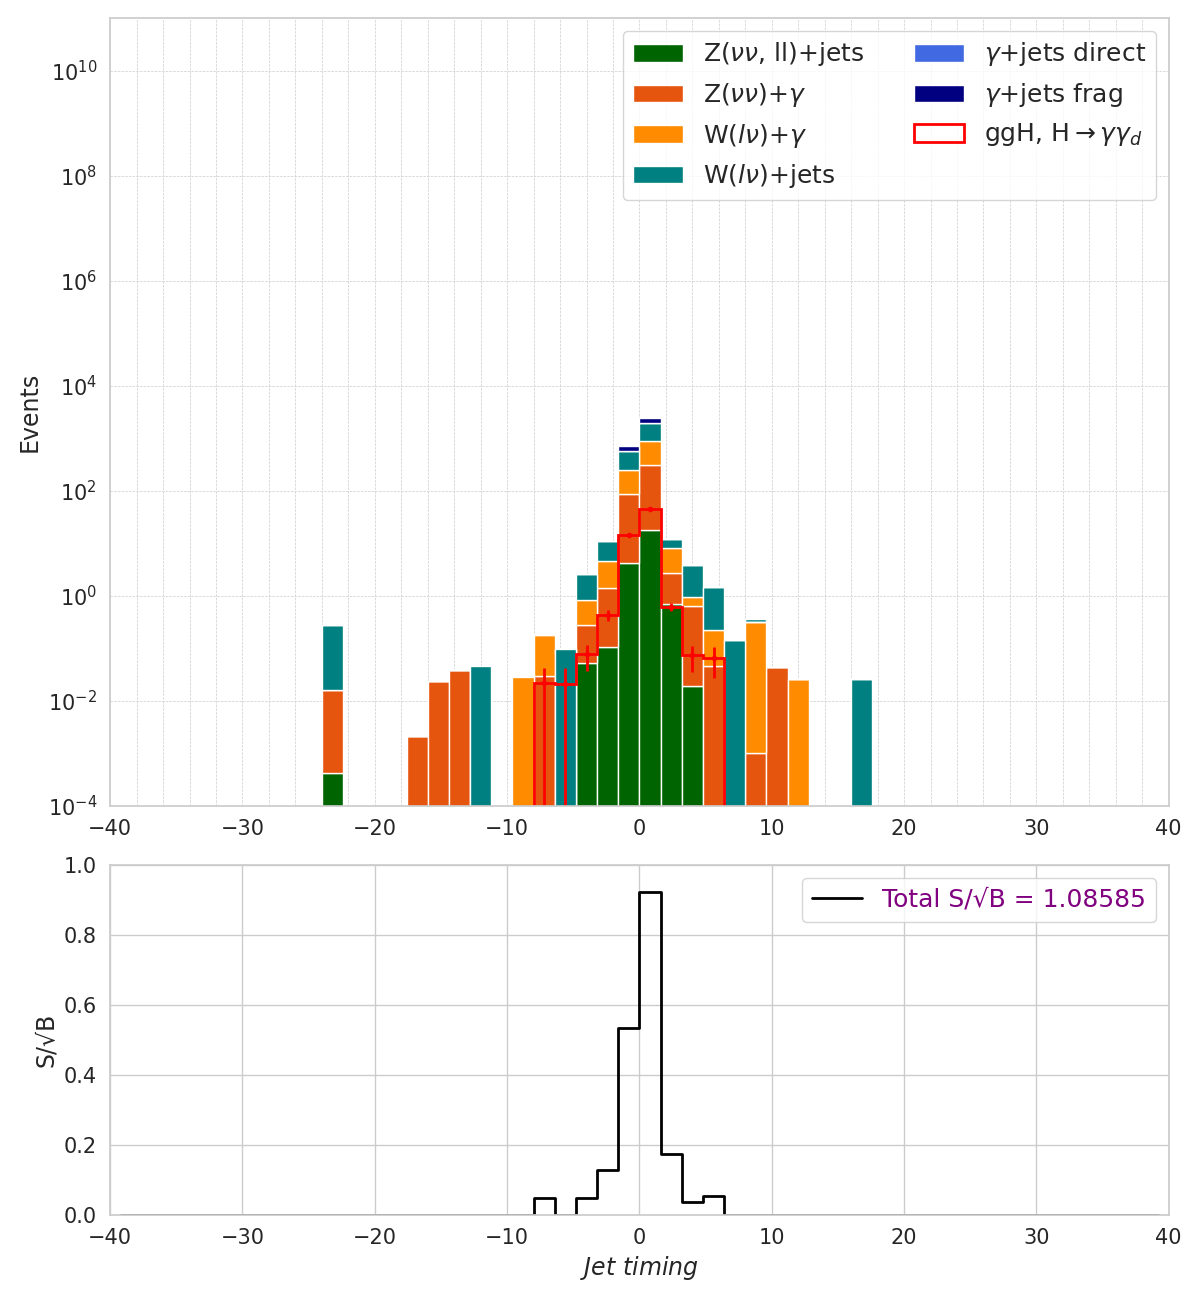 Z(νν, ll)+jets
Z(νν)+γ
W(lν)+γ
W(lν)+jets
γ+jets direct
γ+jets frag
ggH, H→γγd
Events
10^10
10^8
10^6
10^4
10^2
10^0
10^−2
10^−4
−40 −30 −20 −10 0 10 20 30 40
Total S/√B = 1.08585
S/√B
1.0
0.8
0.6
0.4
0.2
0.0
−40 −30 −20 −10 0 10 20 30 40
Jet timing